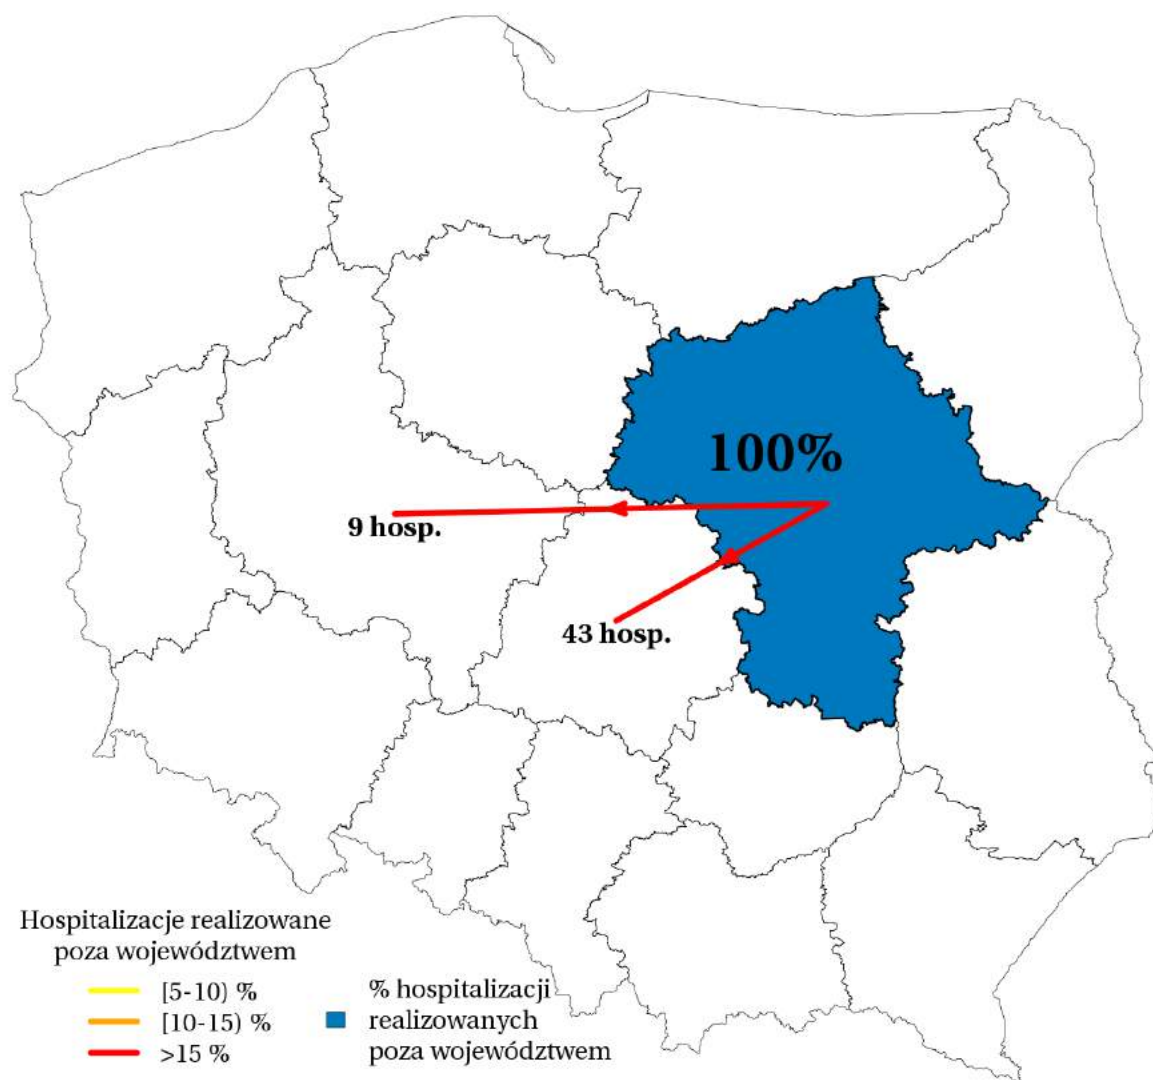 100%
9 hosp.
43 hosp.
Hospitalizacje realizowane
poza województwem
[5-10) %
[10-15) %
>15 %
% hospitalizacji
realizowanych
poza województwem